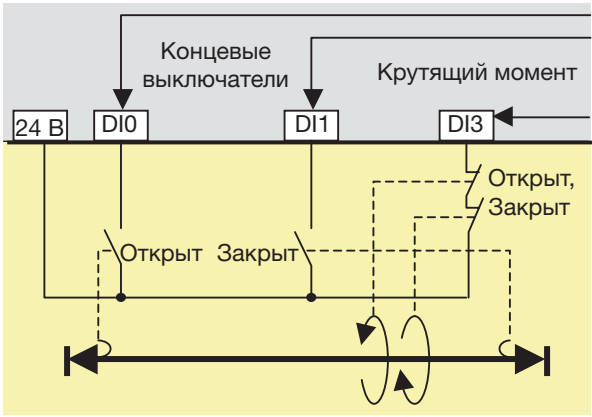 Концевые
выключатели
Крутящий момент
24 В
DI0
DI1
DI3
Открыт,
Закрыт
Открыт
Закрыт